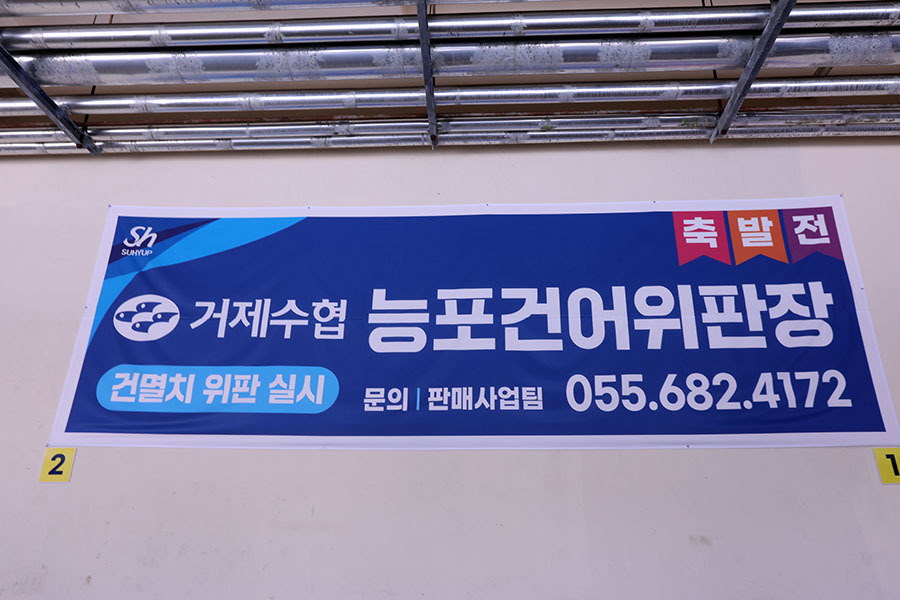 Sh
SUHYUP
축 발 전
거제수협 능포건어위판장
건멸치 위판 실시
문의 | 판매사업팀 055.682.4172
2
1